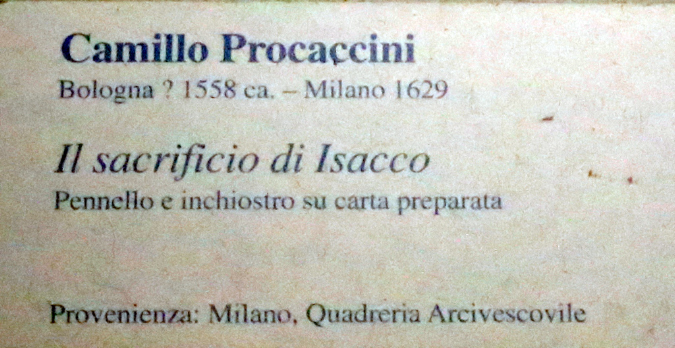 Camillo Procaccini
Bologna ? 1558 ca. – Milano 1629
Il sacrificio di Isacco
Pennello e inchiostro su carta preparata
Provenienza: Milano, Quadreria Arcivescovile